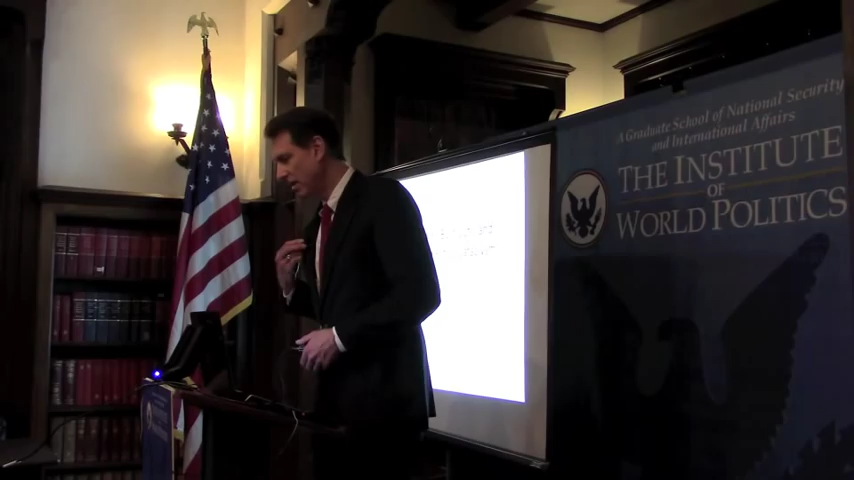 A Graduate School of National Security
and International Affairs
THE INSTITUTE
OF
WORLD POLITICS